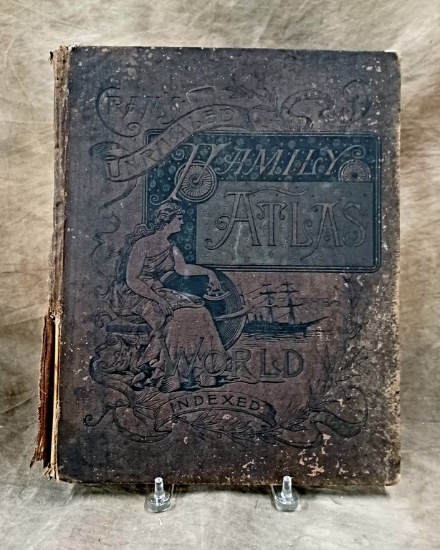 CRAM'S
UNRIVALED
FAMILY
ATLAS
WORLD
INDEXED